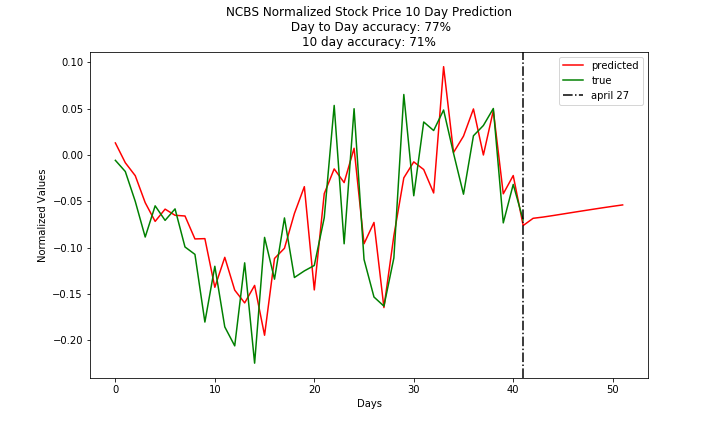 NCBS Normalized Stock Price 10 Day Prediction
Day to Day accuracy: 77%
10 day accuracy: 71%
predicted
true
april 27
Normalized Values
0.10
0.05
0.00
−0.05
−0.10
−0.15
−0.20
0 10 20 30 40 50
Days